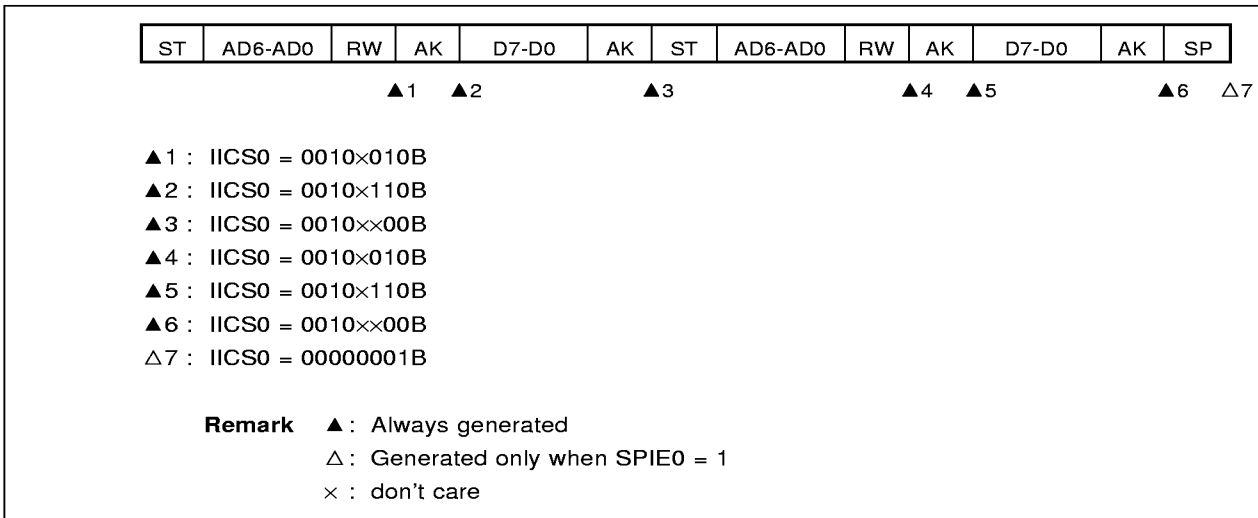 ST AD6-AD0 RW AK D7-D0 AK ST AD6-AD0 RW AK D7-D0 AK SP
▲1 ▲2 ▲3 ▲4 ▲5 ▲6 △7
▲1 : IICS0 = 0010×010B
▲2 : IICS0 = 0010×110B
▲3 : IICS0 = 0010××00B
▲4 : IICS0 = 0010×010B
▲5 : IICS0 = 0010×110B
▲6 : IICS0 = 0010××00B
△7 : IICS0 = 00000001B
Remark ▲ : Always generated
△ : Generated only when SPIE0 = 1
× : don't care